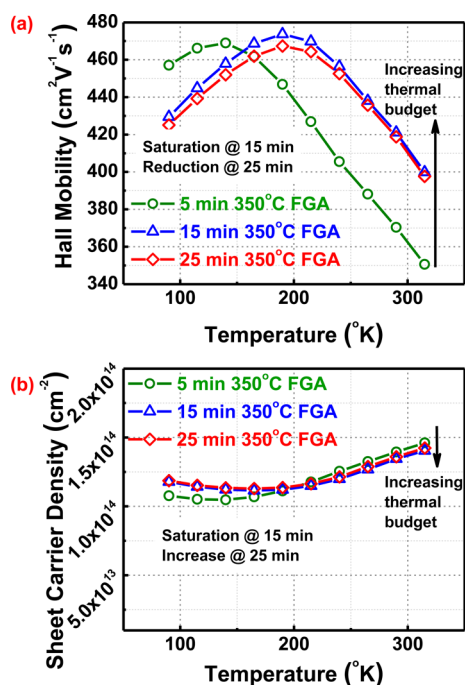 (a)
480
460
440
420
400
380
360
340
Hall Mobility (cm²V⁻¹s⁻¹)
Increasing
thermal
budget
Saturation @ 15 min
Reduction @ 25 min
5 min 350°C FGA
15 min 350°C FGA
25 min 350°C FGA
100 200 300
Temperature (°K)
(b)
2.0x10¹⁴
1.5x10¹⁴
1.0x10¹⁴
5.0x10¹³
Sheet Carrier Density (cm⁻²)
5 min 350°C FGA
15 min 350°C FGA
25 min 350°C FGA
Increasing
thermal
budget
Saturation @ 15 min
Increase @ 25 min
100 200 300
Temperature (°K)